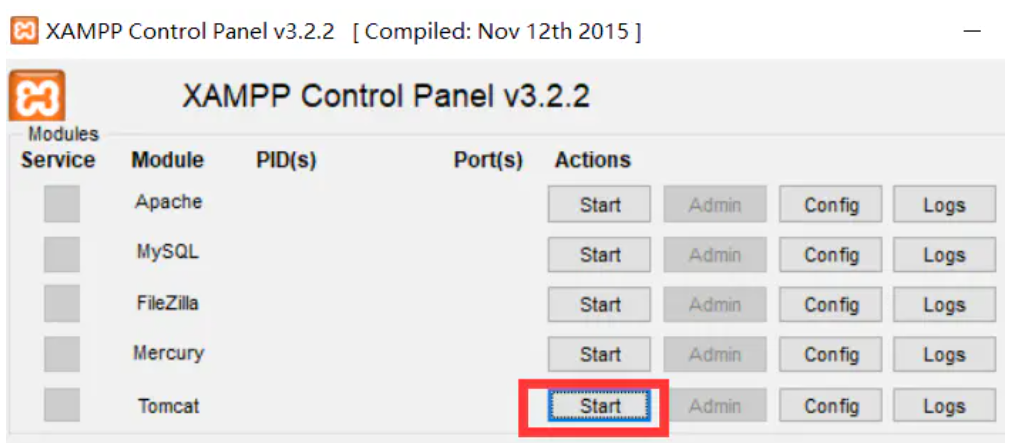 XAMPP Control Panel v3.2.2 [ Compiled: Nov 12th 2015 ]
XAMPP Control Panel v3.2.2
Modules
Service Module PID(s) Port(s) Actions
Apache Start Admin Config Logs
MySQL Start Admin Config Logs
FileZilla Start Admin Config Logs
Mercury Start Admin Config Logs
Tomcat Start Admin Config Logs